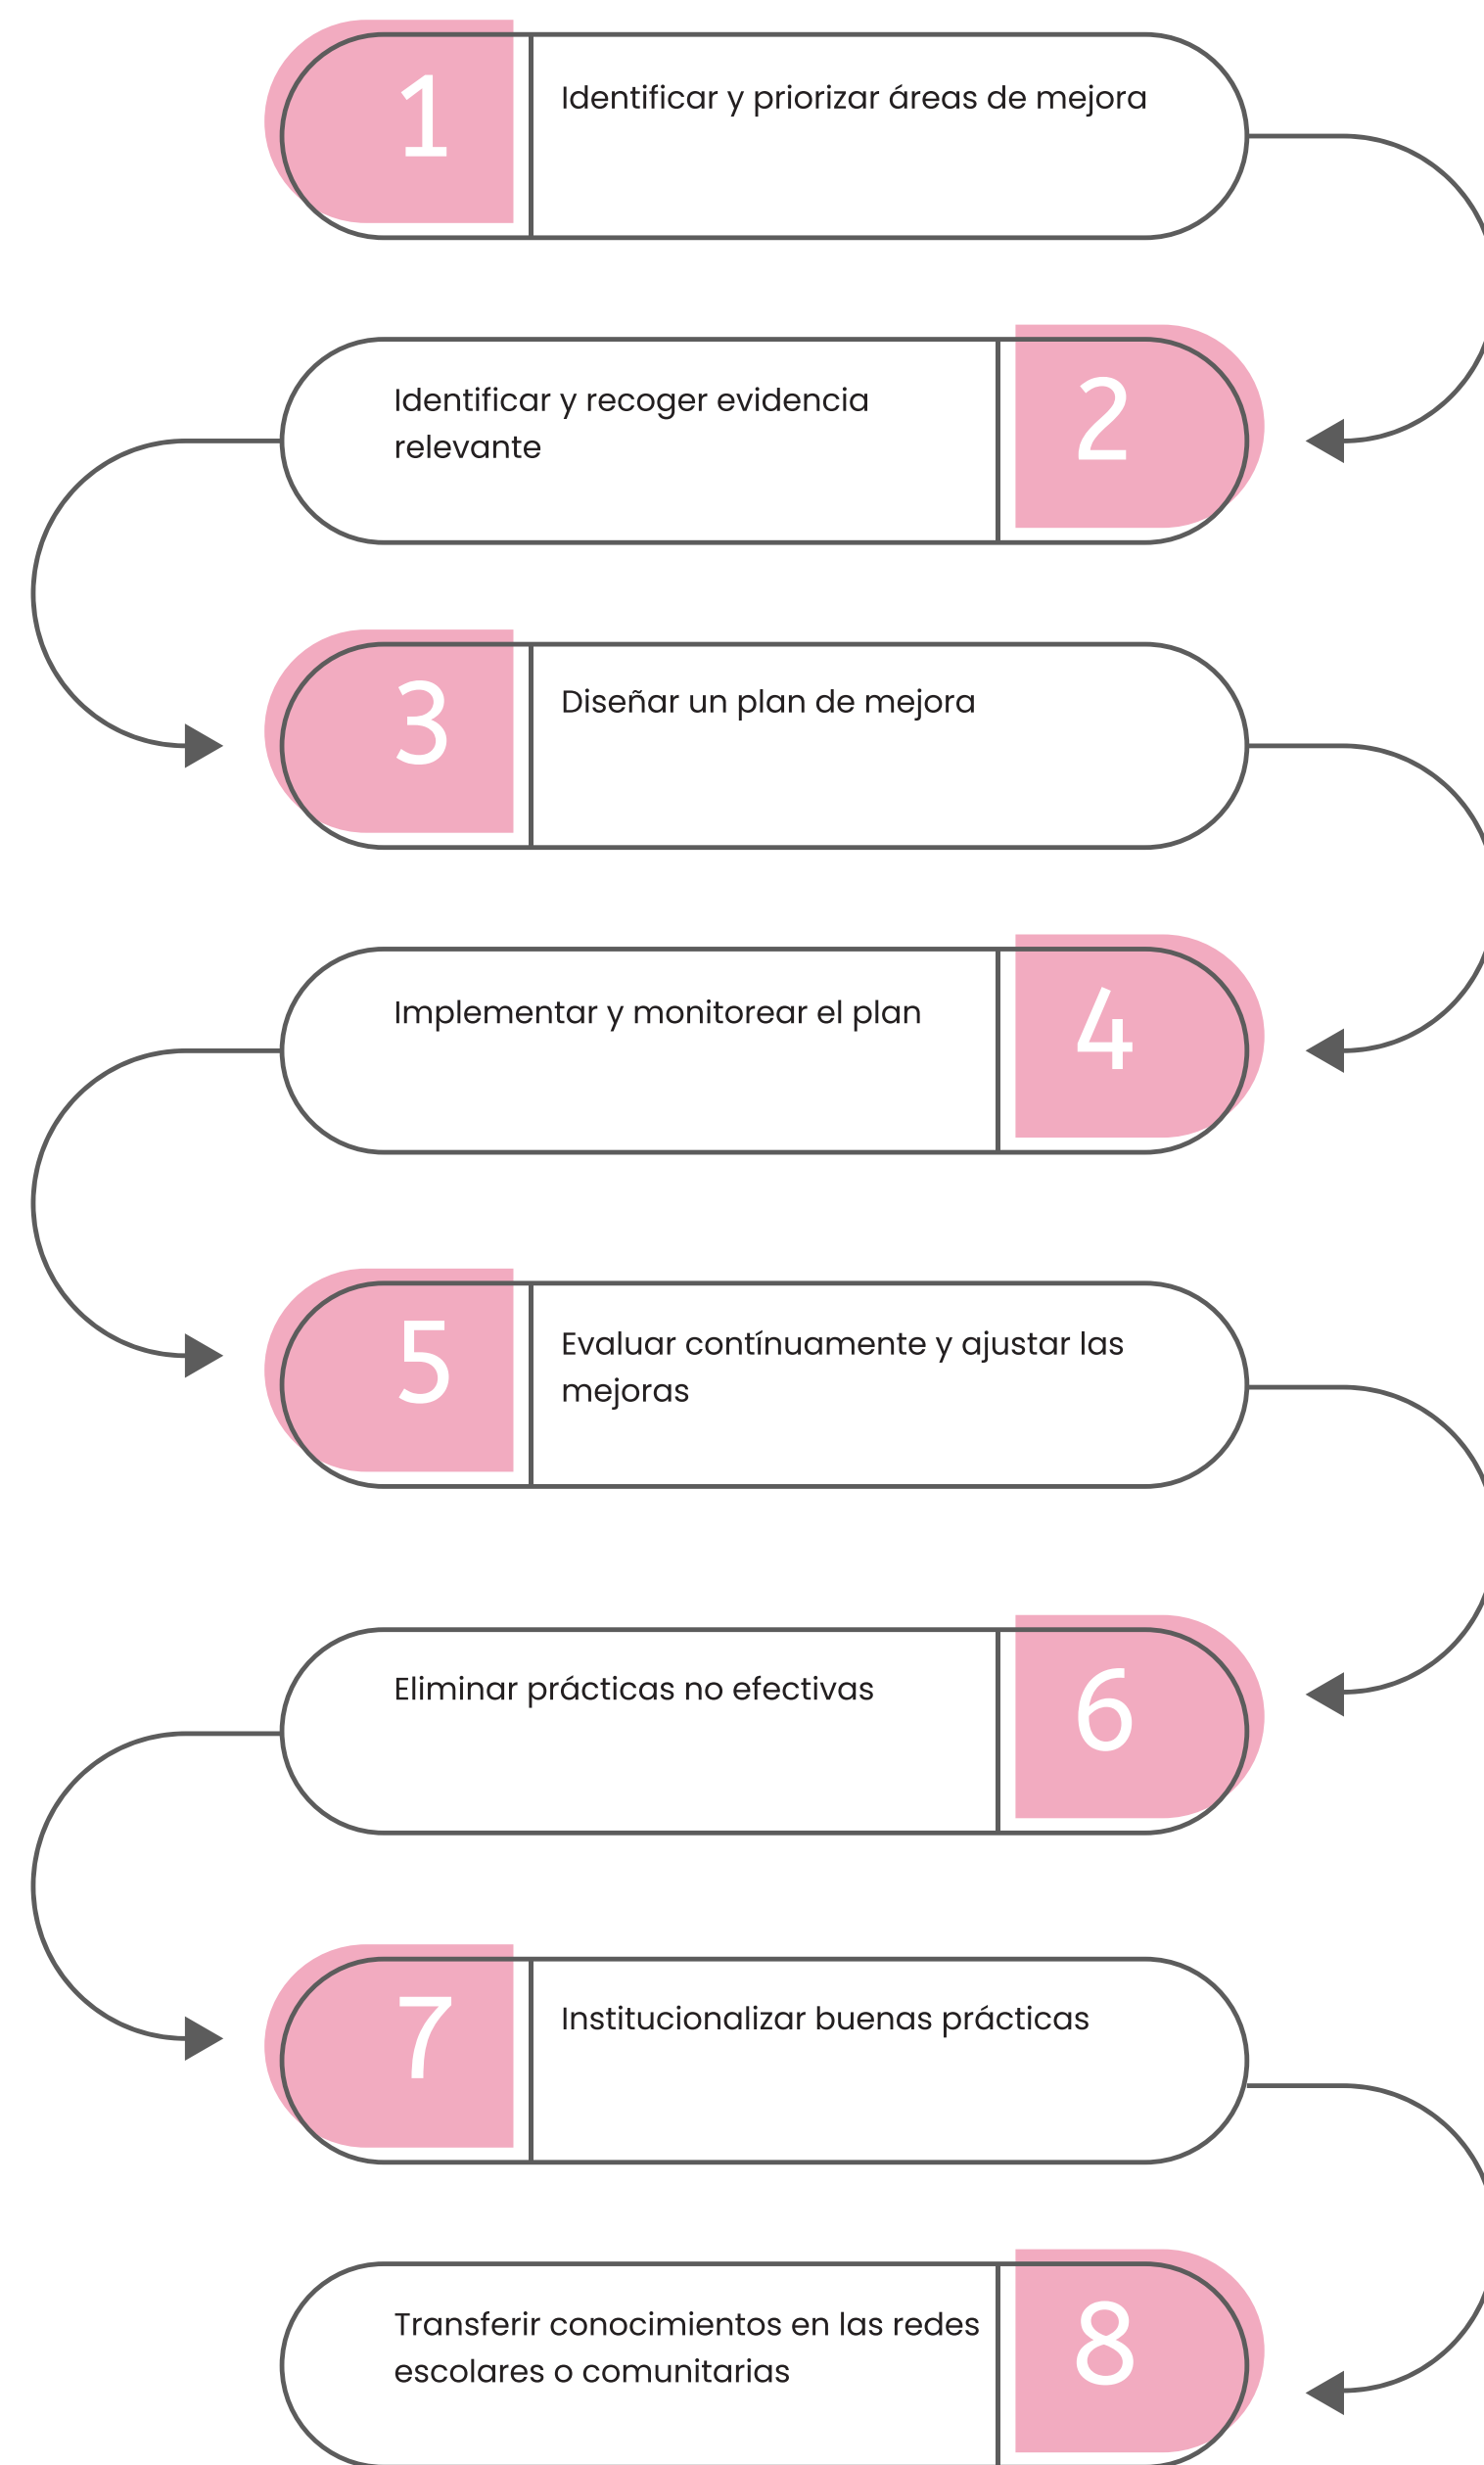 1
Identificar y priorizar áreas de mejora
2
Identificar y recoger evidencia
relevante
3
Diseñar un plan de mejora
4
Implementar y monitorear el plan
5
Evaluar contínuamente y ajustar las
mejoras
6
Eliminar prácticas no efectivas
7
Institucionalizar buenas prácticas
8
Transferir conocimientos en las redes
escolares o comunitarias